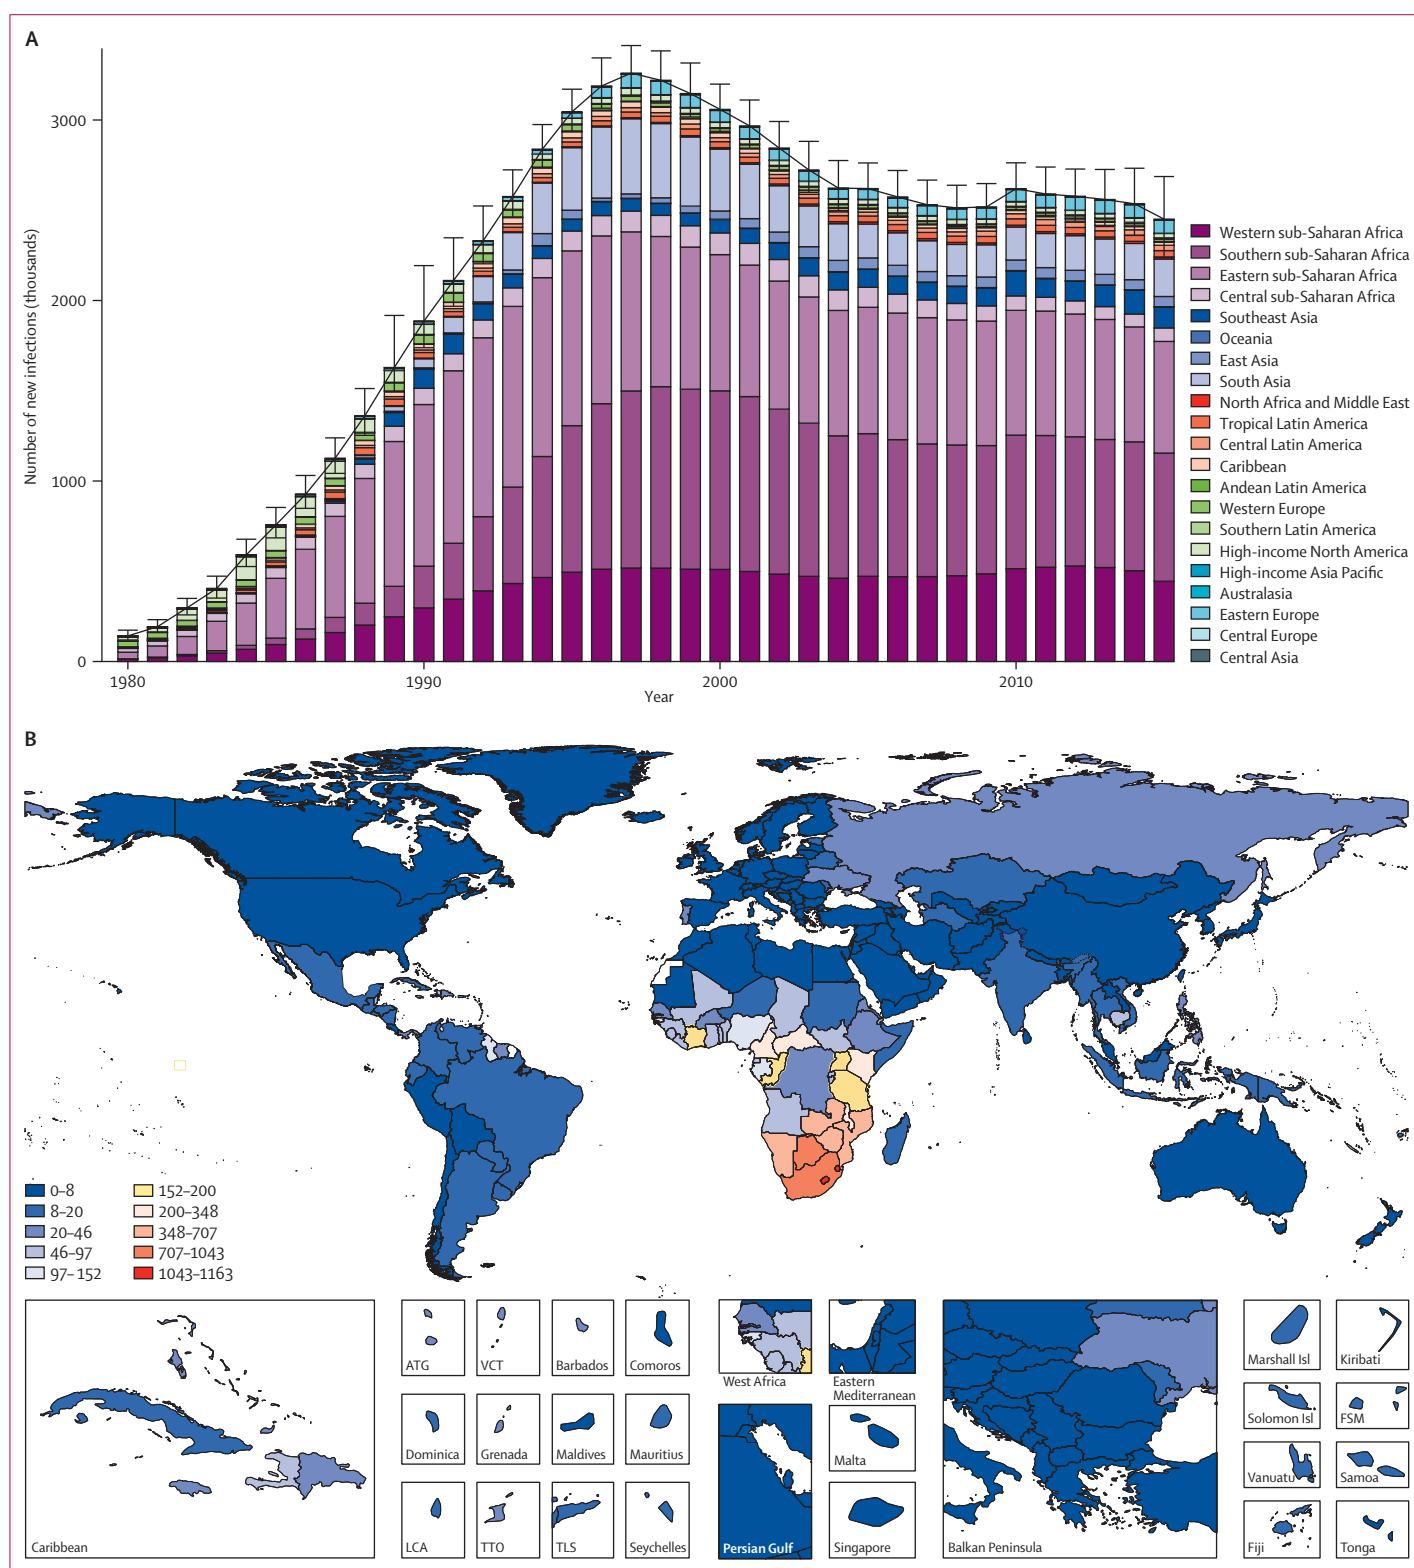 A
Number of new infections (thousands)
3000
2000
1000
0
1980
1990
2000
2010
Year
Western sub-Saharan Africa
Southern sub-Saharan Africa
Eastern sub-Saharan Africa
Central sub-Saharan Africa
Southeast Asia
Oceania
East Asia
South Asia
North Africa and Middle East
Tropical Latin America
Central Latin America
Caribbean
Andean Latin America
Western Europe
Southern Latin America
High-income North America
High-income Asia Pacific
Australasia
Eastern Europe
Central Europe
Central Asia
B
0–8
8–20
20–46
46–97
97–152
152–200
200–348
348–707
707–1043
1043–1163
Caribbean
ATG
VCT
Barbados
Comoros
Dominica
Grenada
Maldives
Mauritius
LCA
TTO
TLS
Seychelles
West Africa
Eastern
Mediterranean
Persian Gulf
Malta
Singapore
Balkan Peninsula
Marshall Isl
Kiribati
Solomon Isl
FSM
Vanuatu
Samoa
Fiji
Tonga